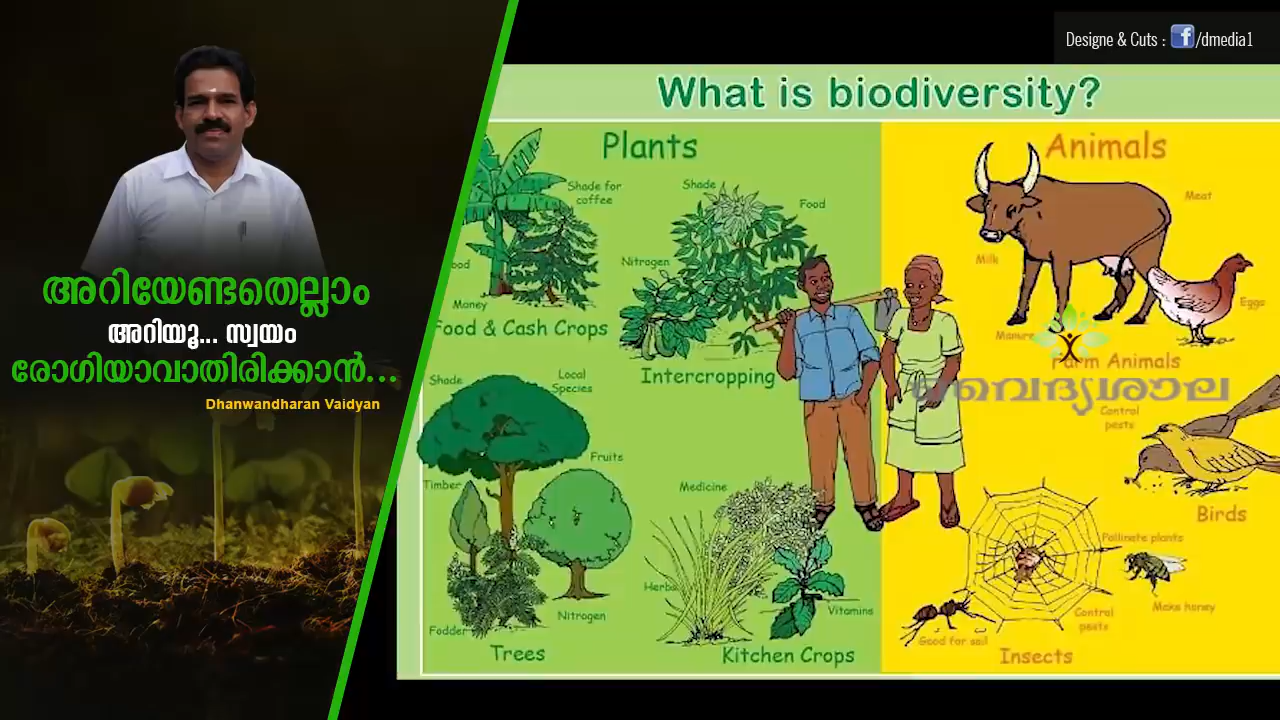 Designe & Cuts : f/dmedia1
What is biodiversity?
അറിയേണ്ടതെല്ലാം
അറിയൂ... സ്വയം
രോഗിയാവാതിരിക്കാൻ...
Dhanwandharan Vaidyan
Plants
Shade for
coffee
Money
Food & Cash Crops
Shade
Food
Nitrogen
Intercropping
Shade
Local
Species
Fruits
Timber
Nitrogen
Fodder
Trees
Medicine
Herbs
Vitamins
Kitchen Crops
Animals
Meat
Milk
Eggs
Manure
Farm Animals
വൈദ്യശാല
Control
pests
Birds
Pollinate plants
Make honey
Control
pests
Good for soil
Insects